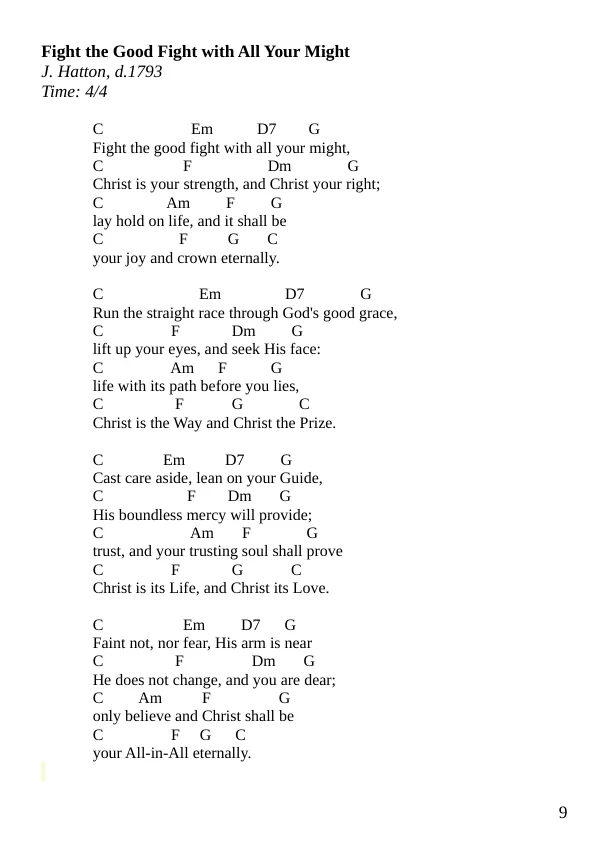 Fight the Good Fight with All Your Might
J. Hatton, d.1793
Time: 4/4
C Em D7 G
Fight the good fight with all your might,
C F Dm G
Christ is your strength, and Christ your right;
C Am F G
lay hold on life, and it shall be
C F G C
your joy and crown eternally.
C Em D7 G
Run the straight race through God's good grace,
C F Dm G
lift up your eyes, and seek His face:
C Am F G
life with its path before you lies,
C F G C
Christ is the Way and Christ the Prize.
C Em D7 G
Cast care aside, lean on your Guide,
C F Dm G
His boundless mercy will provide;
C Am F G
trust, and your trusting soul shall prove
C F G C
Christ is its Life, and Christ its Love.
C Em D7 G
Faint not, nor fear, His arm is near
C F Dm G
He does not change, and you are dear;
C Am F G
only believe and Christ shall be
C F G C
your All-in-All eternally.
9